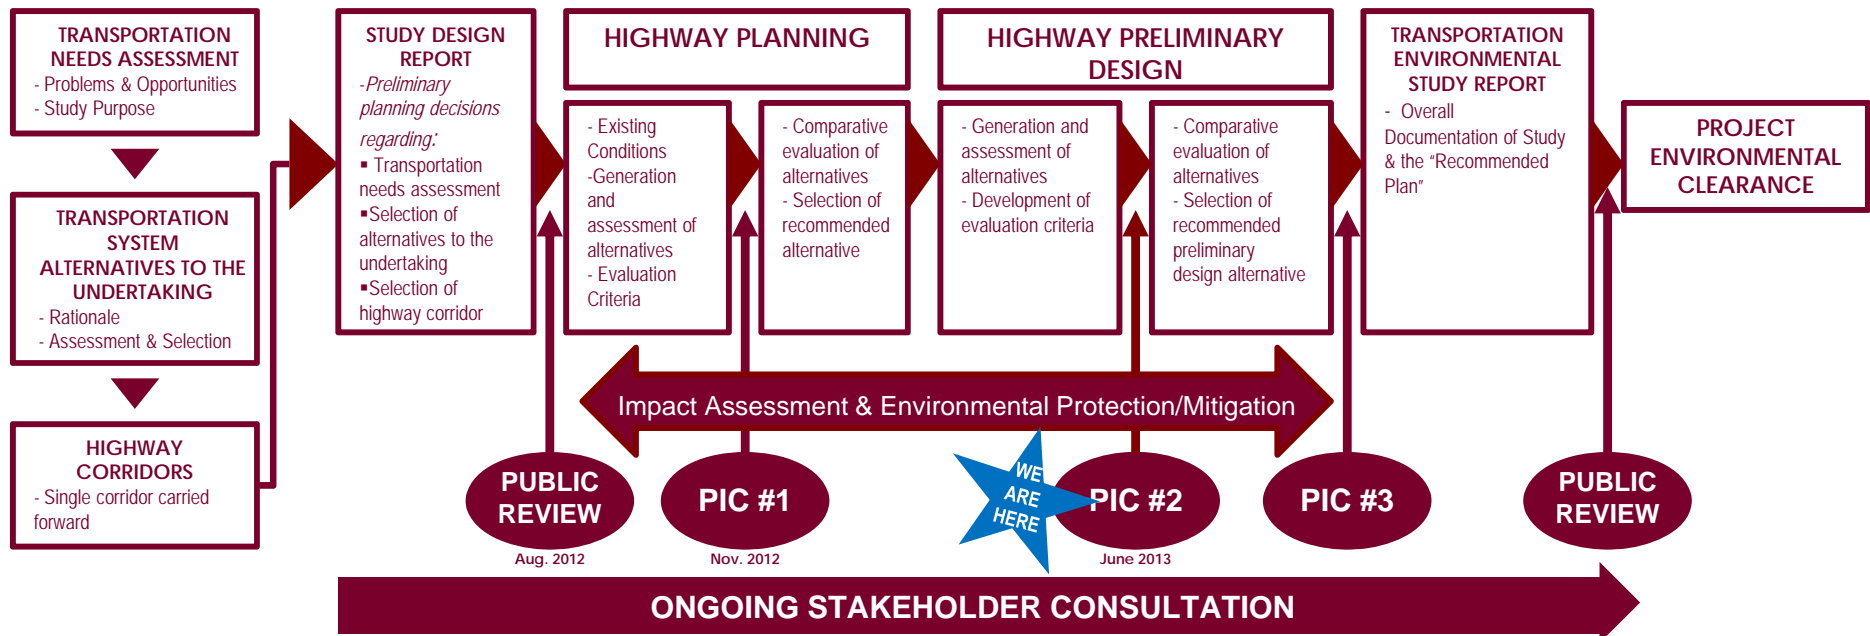 TRANSPORTATION
NEEDS ASSESSMENT
- Problems & Opportunities
- Study Purpose
TRANSPORTATION
SYSTEM
ALTERNATIVES TO THE
UNDERTAKING
- Rationale
- Assessment & Selection
HIGHWAY
CORRIDORS
- Single corridor carried
forward
STUDY DESIGN
REPORT
-Preliminary
planning decisions
regarding:
▪ Transportation
needs assessment
▪Selection of
alternatives to the
undertaking
▪Selection of
highway corridor
HIGHWAY PLANNING
- Existing
Conditions
-Generation
and
assessment of
alternatives
- Evaluation
Criteria
- Comparative
evaluation of
alternatives
- Selection of
recommended
alternative
HIGHWAY PRELIMINARY
DESIGN
- Generation and
assessment of
alternatives
- Development of
evaluation criteria
- Comparative
evaluation of
alternatives
- Selection of
recommended
preliminary
design alternative
TRANSPORTATION
ENVIRONMENTAL
STUDY REPORT
- Overall
Documentation of Study
& the “Recommended
Plan”
PROJECT
ENVIRONMENTAL
CLEARANCE
Impact Assessment & Environmental Protection/Mitigation
PUBLIC
REVIEW
Aug. 2012
PIC #1
Nov. 2012
WE
ARE
HERE
PIC #2
June 2013
PIC #3
PUBLIC
REVIEW
ONGOING STAKEHOLDER CONSULTATION